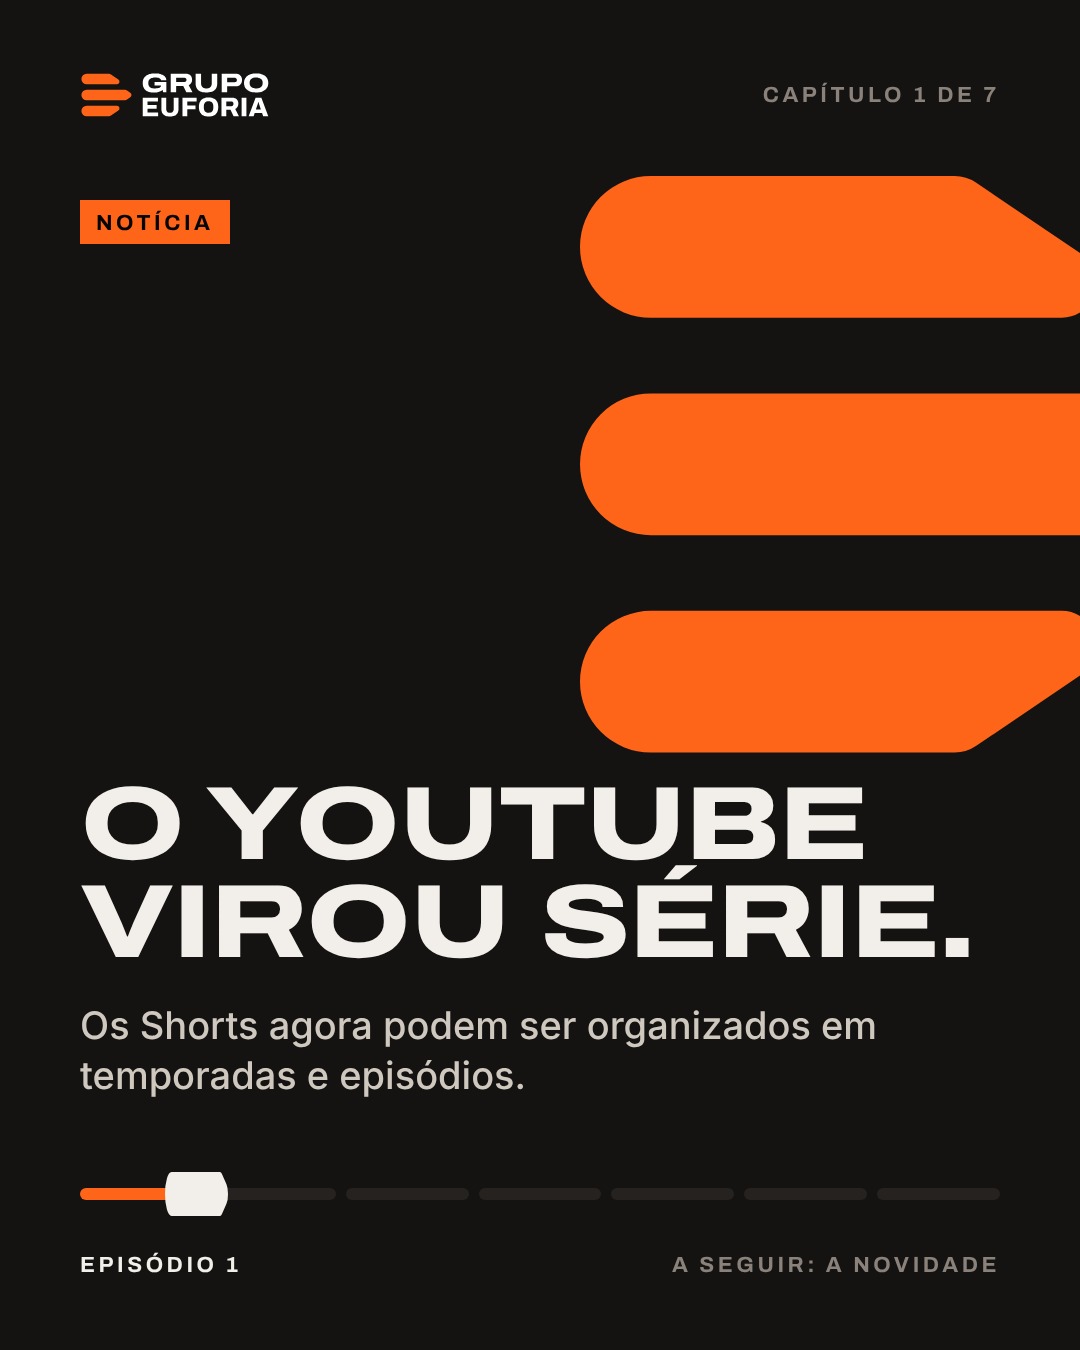 GRUPO
EUFORIA
CAPÍTULO 1 DE 7
NOTÍCIA
O YOUTUBE
VIROU SÉRIE.
Os Shorts agora podem ser organizados em
temporadas e episódios.
EPISÓDIO 1
A SEGUIR: A NOVIDADE